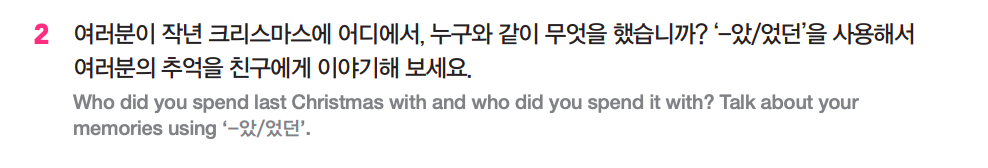 2 여러분이 작년 크리스마스에 어디에서, 누구와 같이 무엇을 했습니까? ‘–았/었던’을 사용해서
여러분의 추억을 친구에게 이야기해 보세요.
Who did you spend last Christmas with and who did you spend it with? Talk about your
memories using ‘–았/었던’.